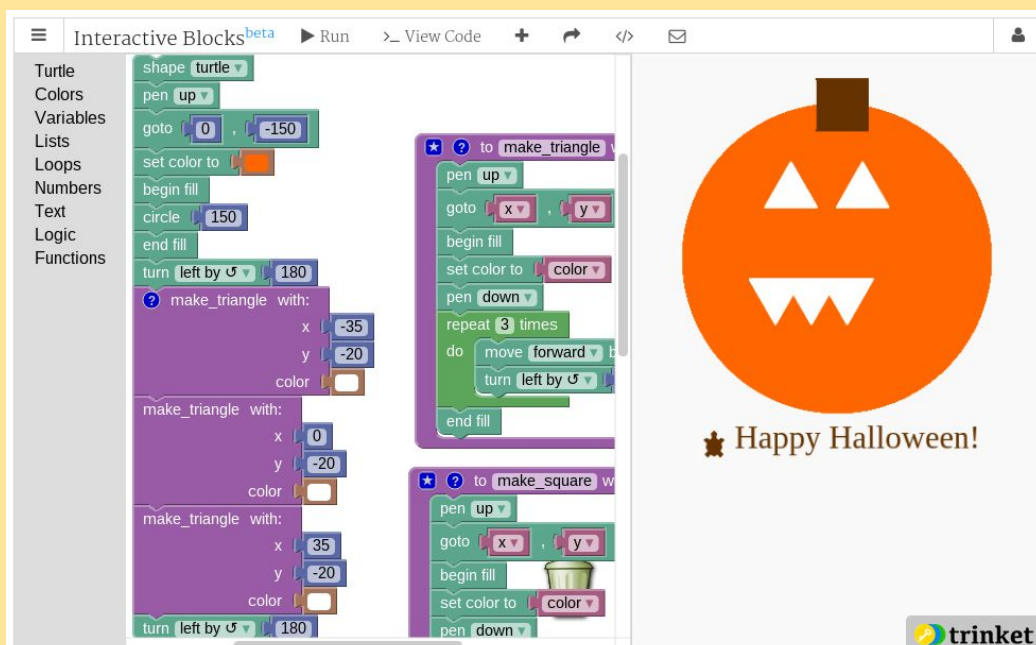 Interactive Blocks beta Run >_ View Code </>
Turtle
Colors
Variables
Lists
Loops
Numbers
Text
Logic
Functions
shape turtle
pen up
goto 0 , -150
set color to
begin fill
circle 150
end fill
turn left by ↺ 180
? make_triangle with:
x -35
y -20
color
make_triangle with:
x 0
y -20
color
make_triangle with:
x 35
y -20
color
turn left by ↺ 180
? to make_triangle w
pen up
goto x , y
begin fill
set color to color
pen down
repeat 3 times
do move forward b
turn left by ↺
end fill
? to make_square w
pen up
goto x , y
begin fill
set color to color
pen down
Happy Halloween!
trinket